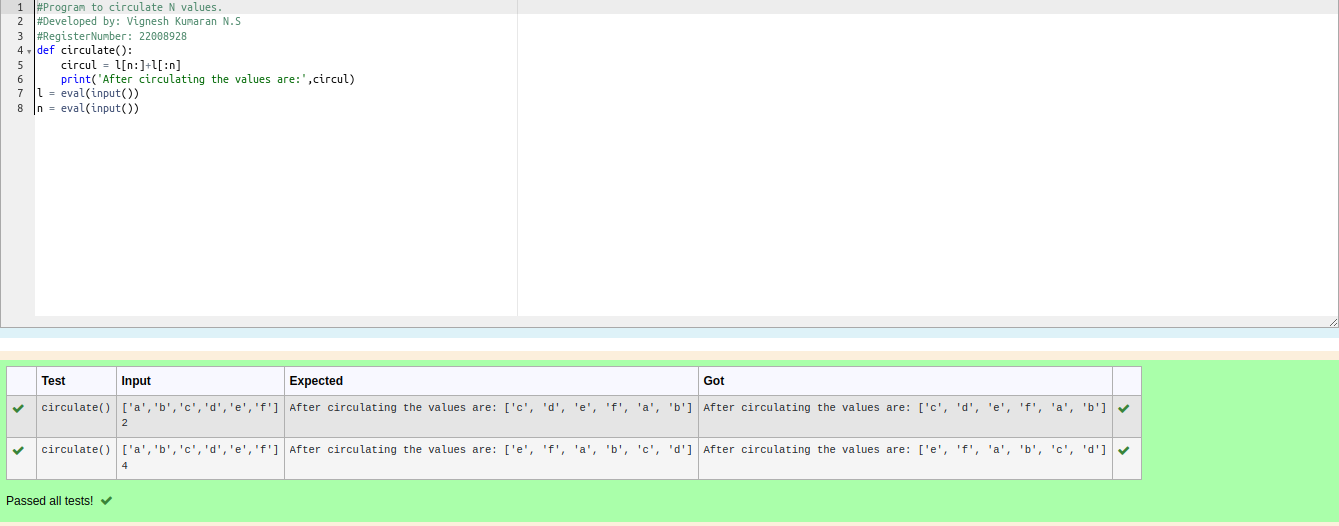 1 #Program to circulate N values.
2 #Developed by: Vignesh Kumaran N.S
3 #RegisterNumber: 22008928
4 def circulate():
5     circul = l[n:]+l[:n]
6     print('After circulating the values are:',circul)
7 l = eval(input())
8 n = eval(input())
Test Input Expected Got
circulate() ['a','b','c','d','e','f'] After circulating the values are: ['c', 'd', 'e', 'f', 'a', 'b'] After circulating the values are: ['c', 'd', 'e', 'f', 'a', 'b']
2
circulate() ['a','b','c','d','e','f'] After circulating the values are: ['e', 'f', 'a', 'b', 'c', 'd'] After circulating the values are: ['e', 'f', 'a', 'b', 'c', 'd']
4
Passed all tests!